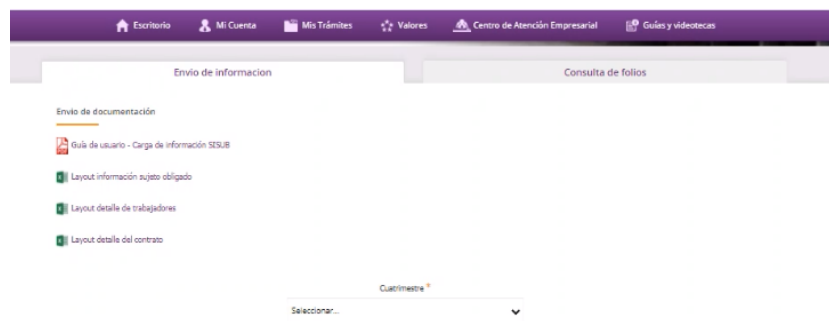 Escritorio Mi Cuenta Mis Trámites Valores Centro de Atención Empresarial Guías y videotecas
Envio de informacion Consulta de folios
Envio de documentación
Guía de usuario - Carga de información SISUB
Layout información sujeto obligado
Layout detalle de trabajadores
Layout detalle del contrato
Cuatrimestre *
Seleccionar...